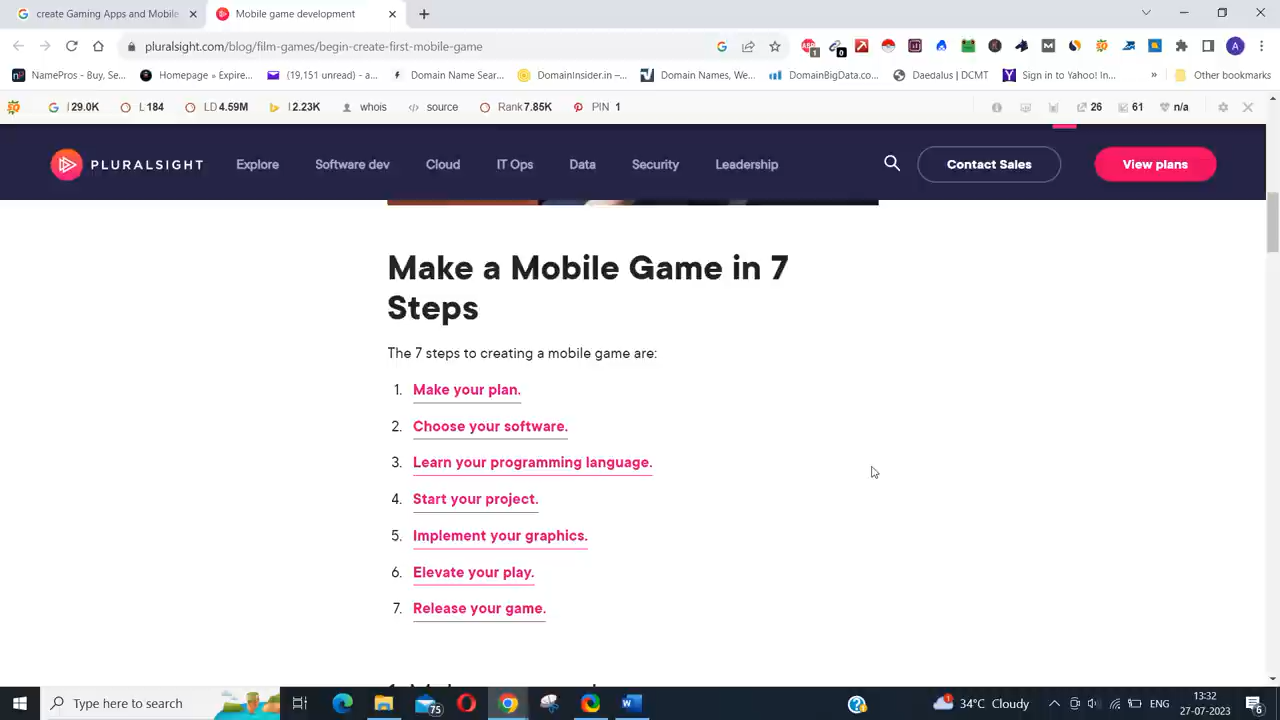 create Gaming Apps and Mobile
Mobile game development
pluralsight.com/blog/film-games/begin-create-first-mobile-game
1
0
A
NamePros - Buy, Se...
Homepage » Expire...
(19,151 unread) - a...
Domain Name Sear...
DomainInsider.in –...
Domain Names, We...
DomainBigData.co...
Daedalus | DCMT
Sign in to Yahoo! In...
»
Other bookmarks
I 29.0K
L 184
LD 4.59M
I 2.23K
whois
source
Rank 7.85K
PIN 1
26
61
n/a
PLURALSIGHT
Explore
Software dev
Cloud
IT Ops
Data
Security
Leadership
Contact Sales
View plans
Make a Mobile Game in 7
Steps
The 7 steps to creating a mobile game are:
1. Make your plan.
2. Choose your software.
3. Learn your programming language.
4. Start your project.
5. Implement your graphics.
6. Elevate your play.
7. Release your game.
Type here to search
75
1
34°C Cloudy
ENG
13:32
27-07-2023
6